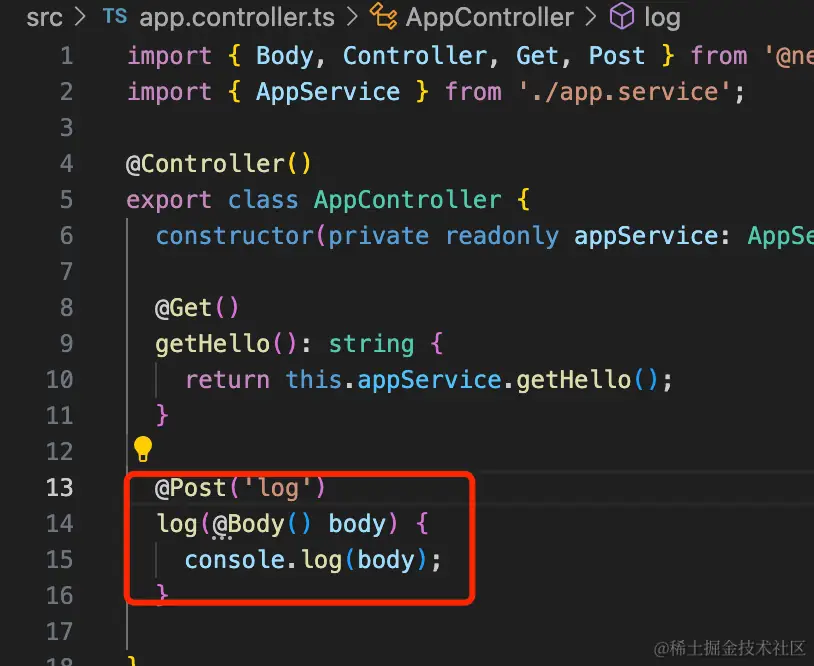 src > TS app.controller.ts > AppController > log
1 import { Body, Controller, Get, Post } from '@ne
2 import { AppService } from './app.service';
3
4 @Controller()
5 export class AppController {
6 constructor(private readonly appService: AppSe
7
8 @Get()
9 getHello(): string {
10 return this.appService.getHello();
11 }
12
13 @Post('log')
14 log(@Body() body) {
15 console.log(body);
16 }
17
18 }
@稀土掘金技术社区